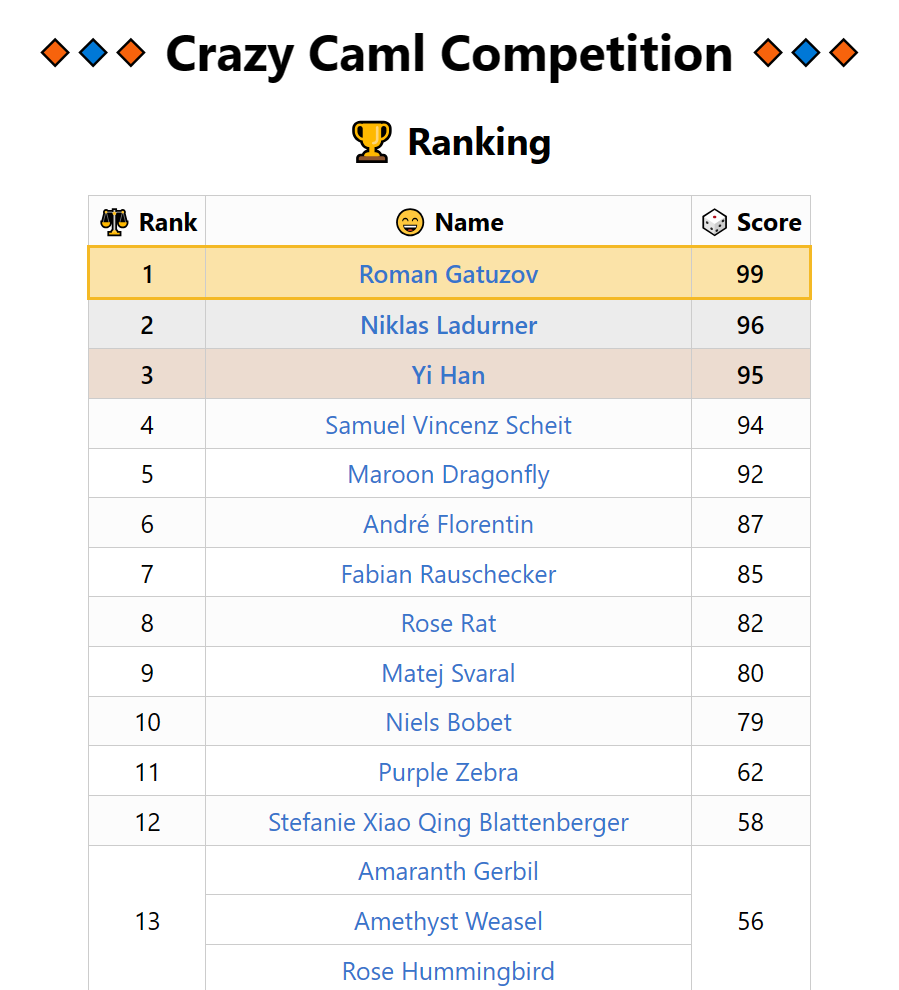 Crazy Caml Competition
Ranking
Rank Name Score
1 Roman Gatuzov 99
2 Niklas Ladurner 96
3 Yi Han 95
4 Samuel Vincenz Scheit 94
5 Maroon Dragonfly 92
6 André Florentin 87
7 Fabian Rauschecker 85
8 Rose Rat 82
9 Matej Svaral 80
10 Niels Bobet 79
11 Purple Zebra 62
12 Stefanie Xiao Qing Blattenberger 58
Amaranth Gerbil
13 Amethyst Weasel 56
Rose Hummingbird